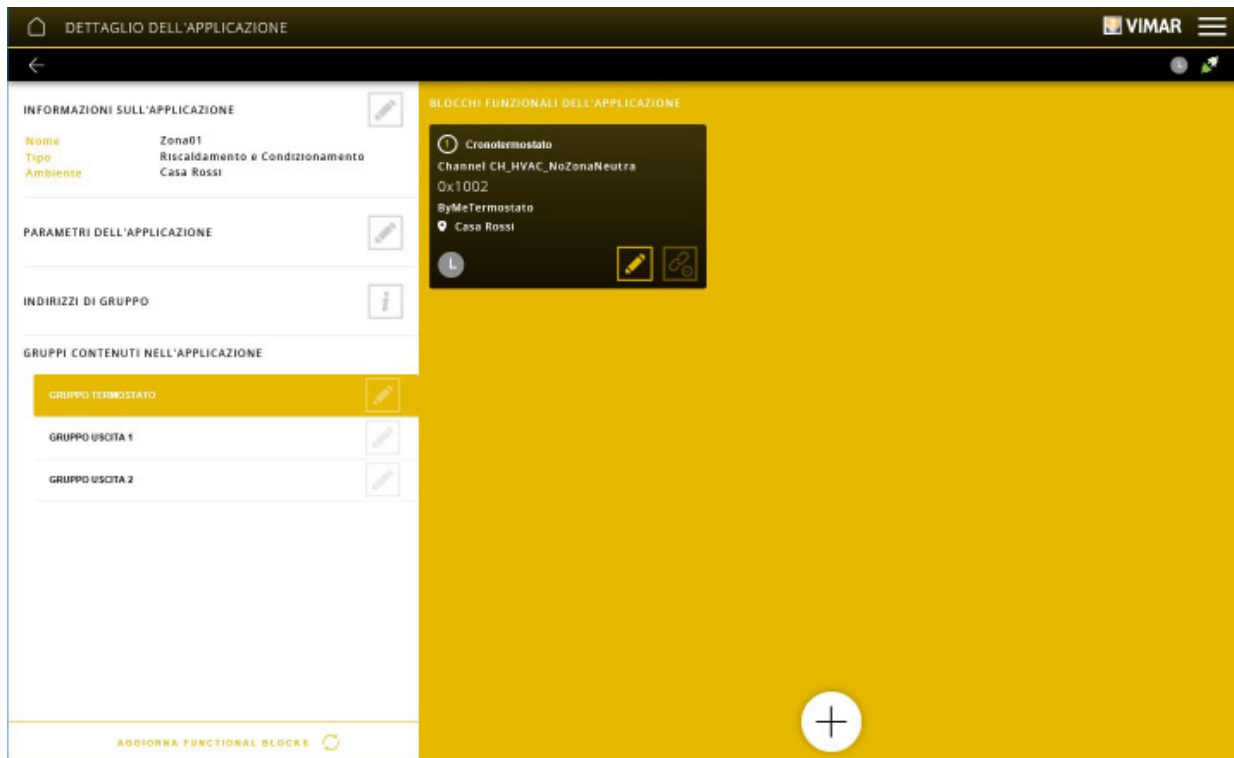 DETTAGLIO DELL'APPLICAZIONE
VIMAR
L
INFORMAZIONI SULL'APPLICAZIONE
Nome Zona01
Tipo Riscaldamento e Condizionamento
Ambiente Casa Rossi
PARAMETRI DELL'APPLICAZIONE
INDIRIZZI DI GRUPPO
i
GRUPPI CONTENUTI NELL'APPLICAZIONE
GRUPPO TERMOSTATO
GRUPPO USCITA 1
GRUPPO USCITA 2
AGGIORNA FUNCTIONAL BLOCKS
BLOCCHI FUNZIONALI DELL'APPLICAZIONE
1 Cronotermostato
Channel CH_HVAC_NoZonaNeutra
0x1002
ByMeTermostato
Casa Rossi
L
+